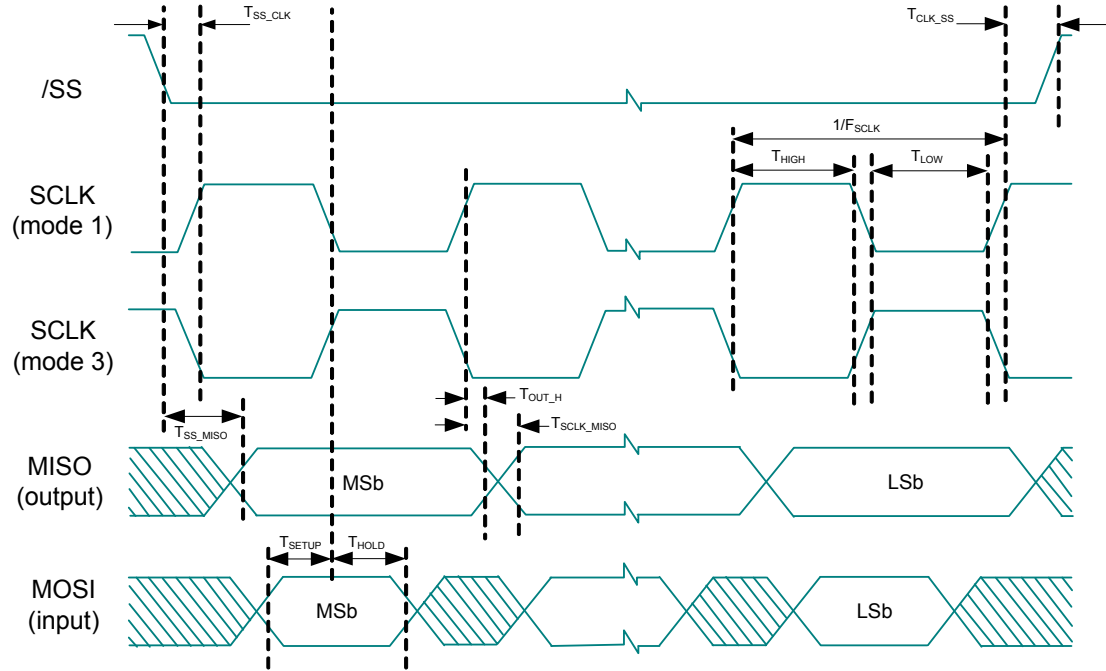 T_SS_CLK
T_CLK_SS
/SS
1/F_SCLK
T_HIGH
T_LOW
SCLK
(mode 1)
SCLK
(mode 3)
T_OUT_H
T_SS_MISO
T_SCLK_MISO
MISO
(output)
MSb
LSb
T_SETUP
T_HOLD
MOSI
(input)
MSb
LSb